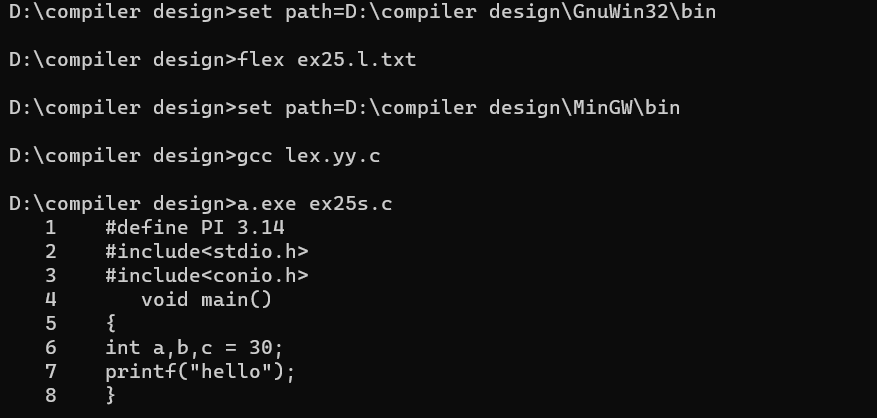 D:\compiler design>set path=D:\compiler design\GnuWin32\bin
D:\compiler design>flex ex25.l.txt
D:\compiler design>set path=D:\compiler design\MinGW\bin
D:\compiler design>gcc lex.yy.c
D:\compiler design>a.exe ex25s.c
   1    #define PI 3.14
   2    #include<stdio.h>
   3    #include<conio.h>
   4       void main()
   5    {
   6    int a,b,c = 30;
   7    printf("hello");
   8    }